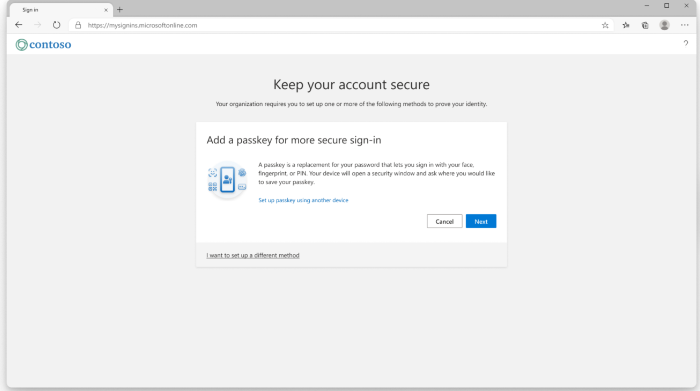 Sign in
https://mysignins.microsoftonline.com
contoso
?
Keep your account secure
Your organization requires you to set up one or more of the following methods to prove your identity.
Add a passkey for more secure sign-in
A passkey is a replacement for your password that lets you sign in with your face,
fingerprint, or PIN. Your device will open a security window and ask where you would like
to save your passkey.
Set up passkey using another device
Cancel
Next
I want to set up a different method